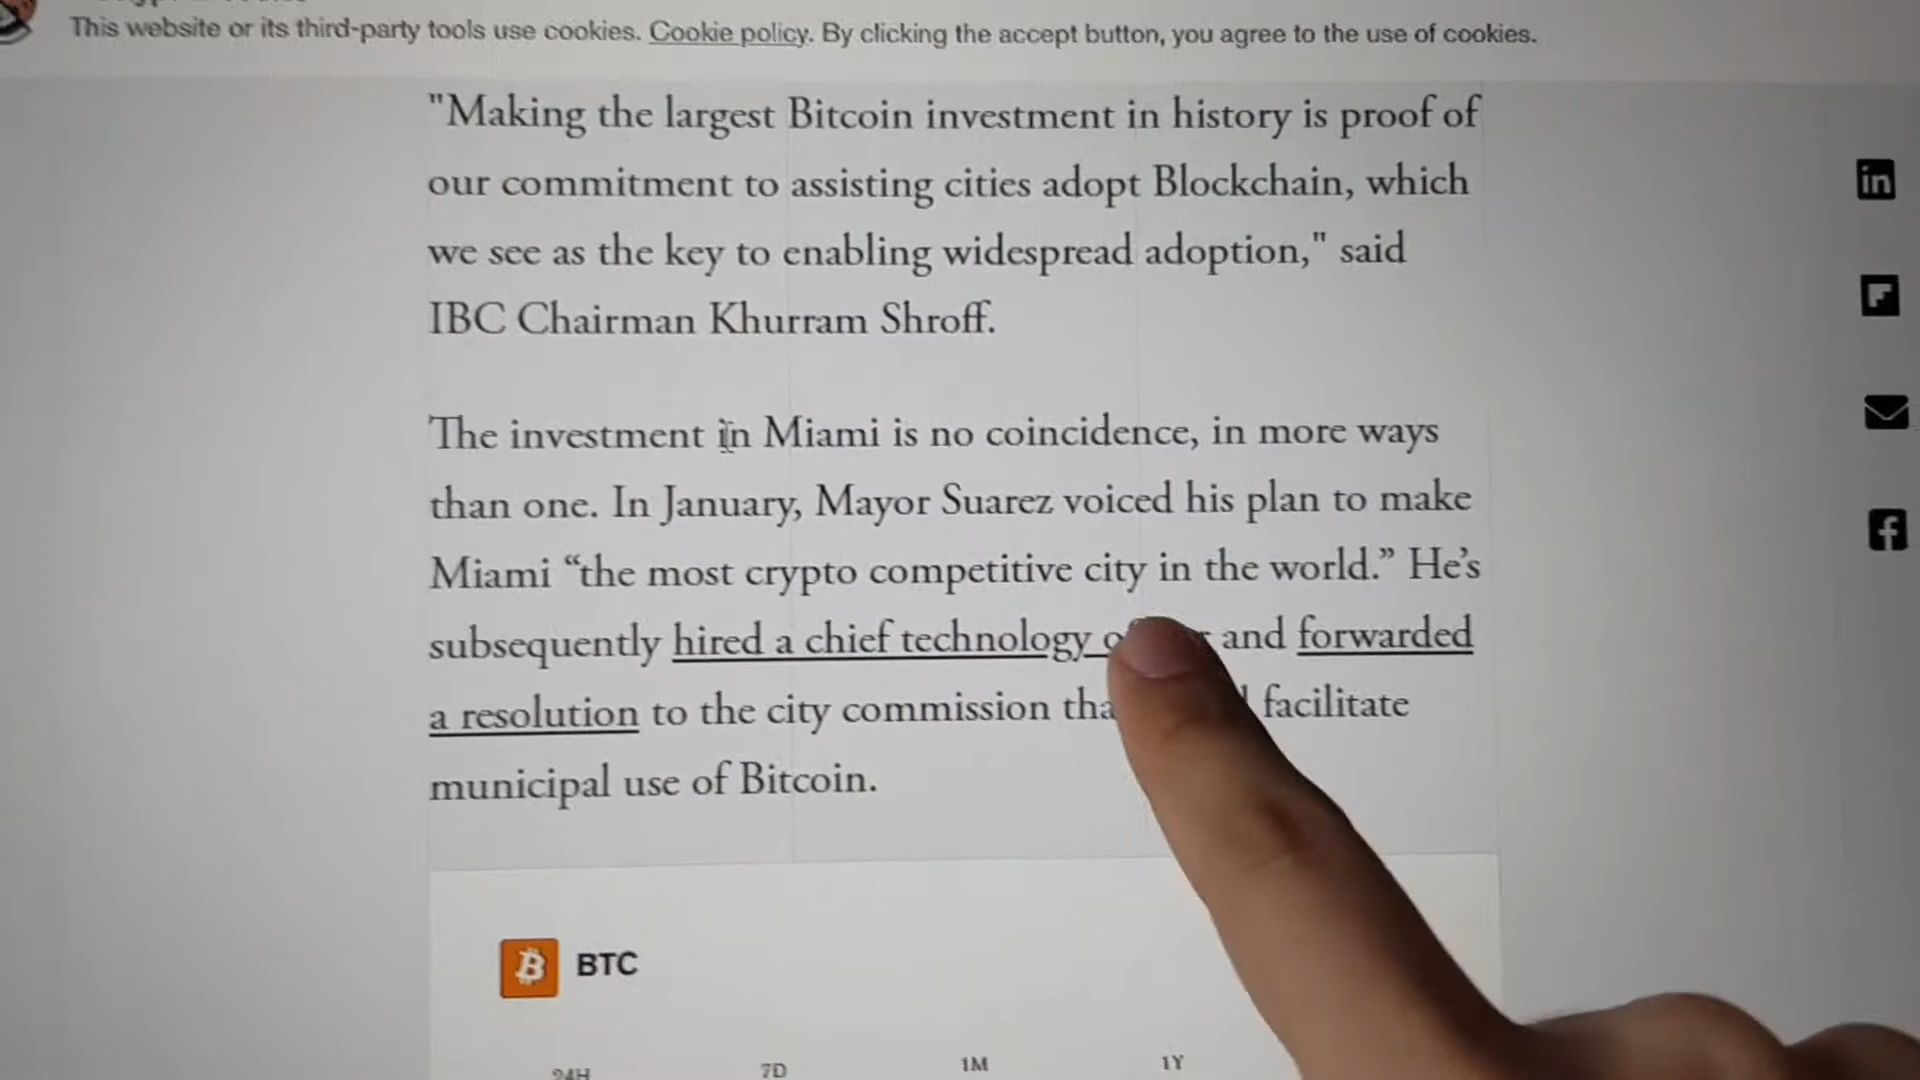 This website or its third-party tools use cookies. Cookie policy. By clicking the accept button, you agree to the use of cookies.
"Making the largest Bitcoin investment in history is proof of
our commitment to assisting cities adopt Blockchain, which
we see as the key to enabling widespread adoption," said
IBC Chairman Khurram Shroff.
The investment in Miami is no coincidence, in more ways
than one. In January, Mayor Suarez voiced his plan to make
Miami “the most crypto competitive city in the world.” He’s
subsequently hired a chief technology and forwarded
a resolution to the city commission facilitate
municipal use of Bitcoin.
BTC
24H 7D 1M 1Y